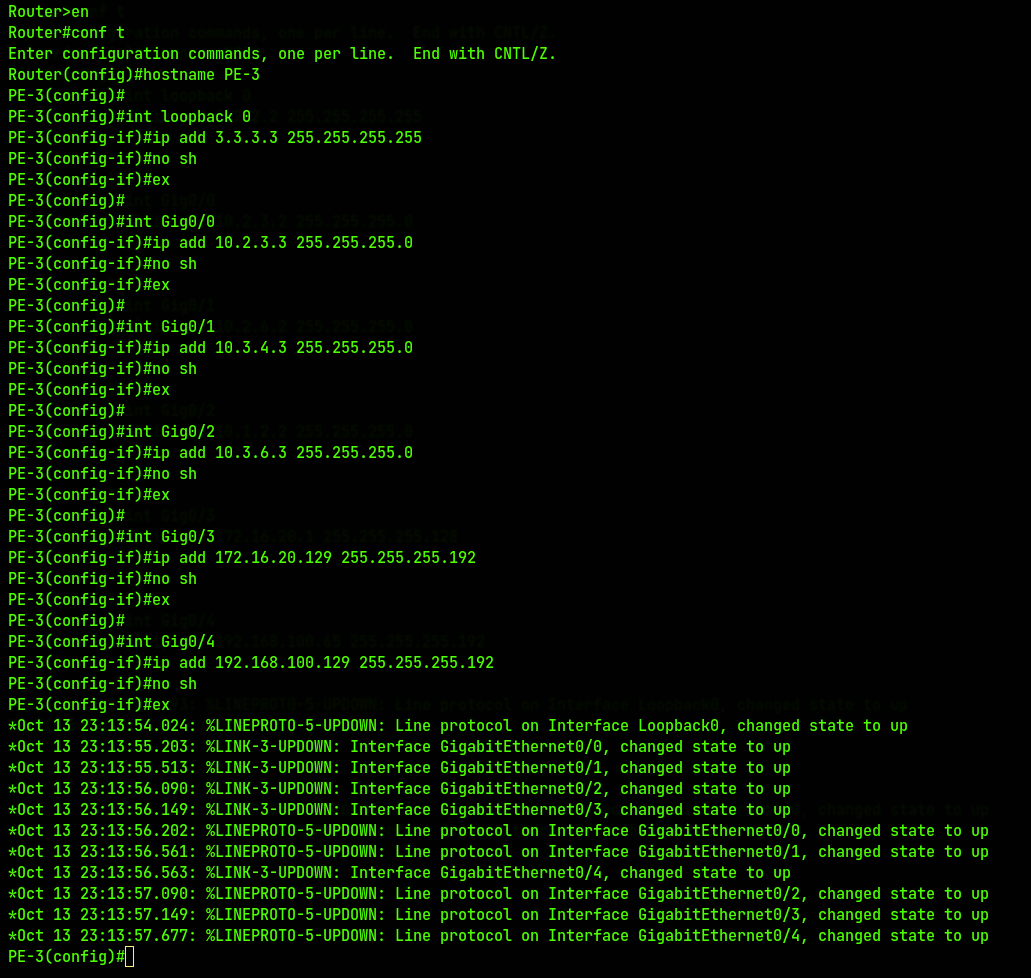 Router>en
Router#conf t
Enter configuration commands, one per line.  End with CNTL/Z.
Router(config)#hostname PE-3
PE-3(config)#
PE-3(config)#int loopback 0
PE-3(config-if)#ip add 3.3.3.3 255.255.255.255
PE-3(config-if)#no sh
PE-3(config-if)#ex
PE-3(config)#
PE-3(config)#int Gig0/0
PE-3(config-if)#ip add 10.2.3.3 255.255.255.0
PE-3(config-if)#no sh
PE-3(config-if)#ex
PE-3(config)#
PE-3(config)#int Gig0/1
PE-3(config-if)#ip add 10.3.4.3 255.255.255.0
PE-3(config-if)#no sh
PE-3(config-if)#ex
PE-3(config)#
PE-3(config)#int Gig0/2
PE-3(config-if)#ip add 10.3.6.3 255.255.255.0
PE-3(config-if)#no sh
PE-3(config-if)#ex
PE-3(config)#
PE-3(config)#int Gig0/3
PE-3(config-if)#ip add 172.16.20.129 255.255.255.192
PE-3(config-if)#no sh
PE-3(config-if)#ex
PE-3(config)#
PE-3(config)#int Gig0/4
PE-3(config-if)#ip add 192.168.100.129 255.255.255.192
PE-3(config-if)#no sh
PE-3(config-if)#ex
*Oct 13 23:13:54.024: %LINEPROTO-5-UPDOWN: Line protocol on Interface Loopback0, changed state to up
*Oct 13 23:13:55.203: %LINK-3-UPDOWN: Interface GigabitEthernet0/0, changed state to up
*Oct 13 23:13:55.513: %LINK-3-UPDOWN: Interface GigabitEthernet0/1, changed state to up
*Oct 13 23:13:56.090: %LINK-3-UPDOWN: Interface GigabitEthernet0/2, changed state to up
*Oct 13 23:13:56.149: %LINK-3-UPDOWN: Interface GigabitEthernet0/3, changed state to up
*Oct 13 23:13:56.202: %LINEPROTO-5-UPDOWN: Line protocol on Interface GigabitEthernet0/0, changed state to up
*Oct 13 23:13:56.561: %LINEPROTO-5-UPDOWN: Line protocol on Interface GigabitEthernet0/1, changed state to up
*Oct 13 23:13:56.563: %LINK-3-UPDOWN: Interface GigabitEthernet0/4, changed state to up
*Oct 13 23:13:57.090: %LINEPROTO-5-UPDOWN: Line protocol on Interface GigabitEthernet0/2, changed state to up
*Oct 13 23:13:57.149: %LINEPROTO-5-UPDOWN: Line protocol on Interface GigabitEthernet0/3, changed state to up
*Oct 13 23:13:57.677: %LINEPROTO-5-UPDOWN: Line protocol on Interface GigabitEthernet0/4, changed state to up
PE-3(config)#